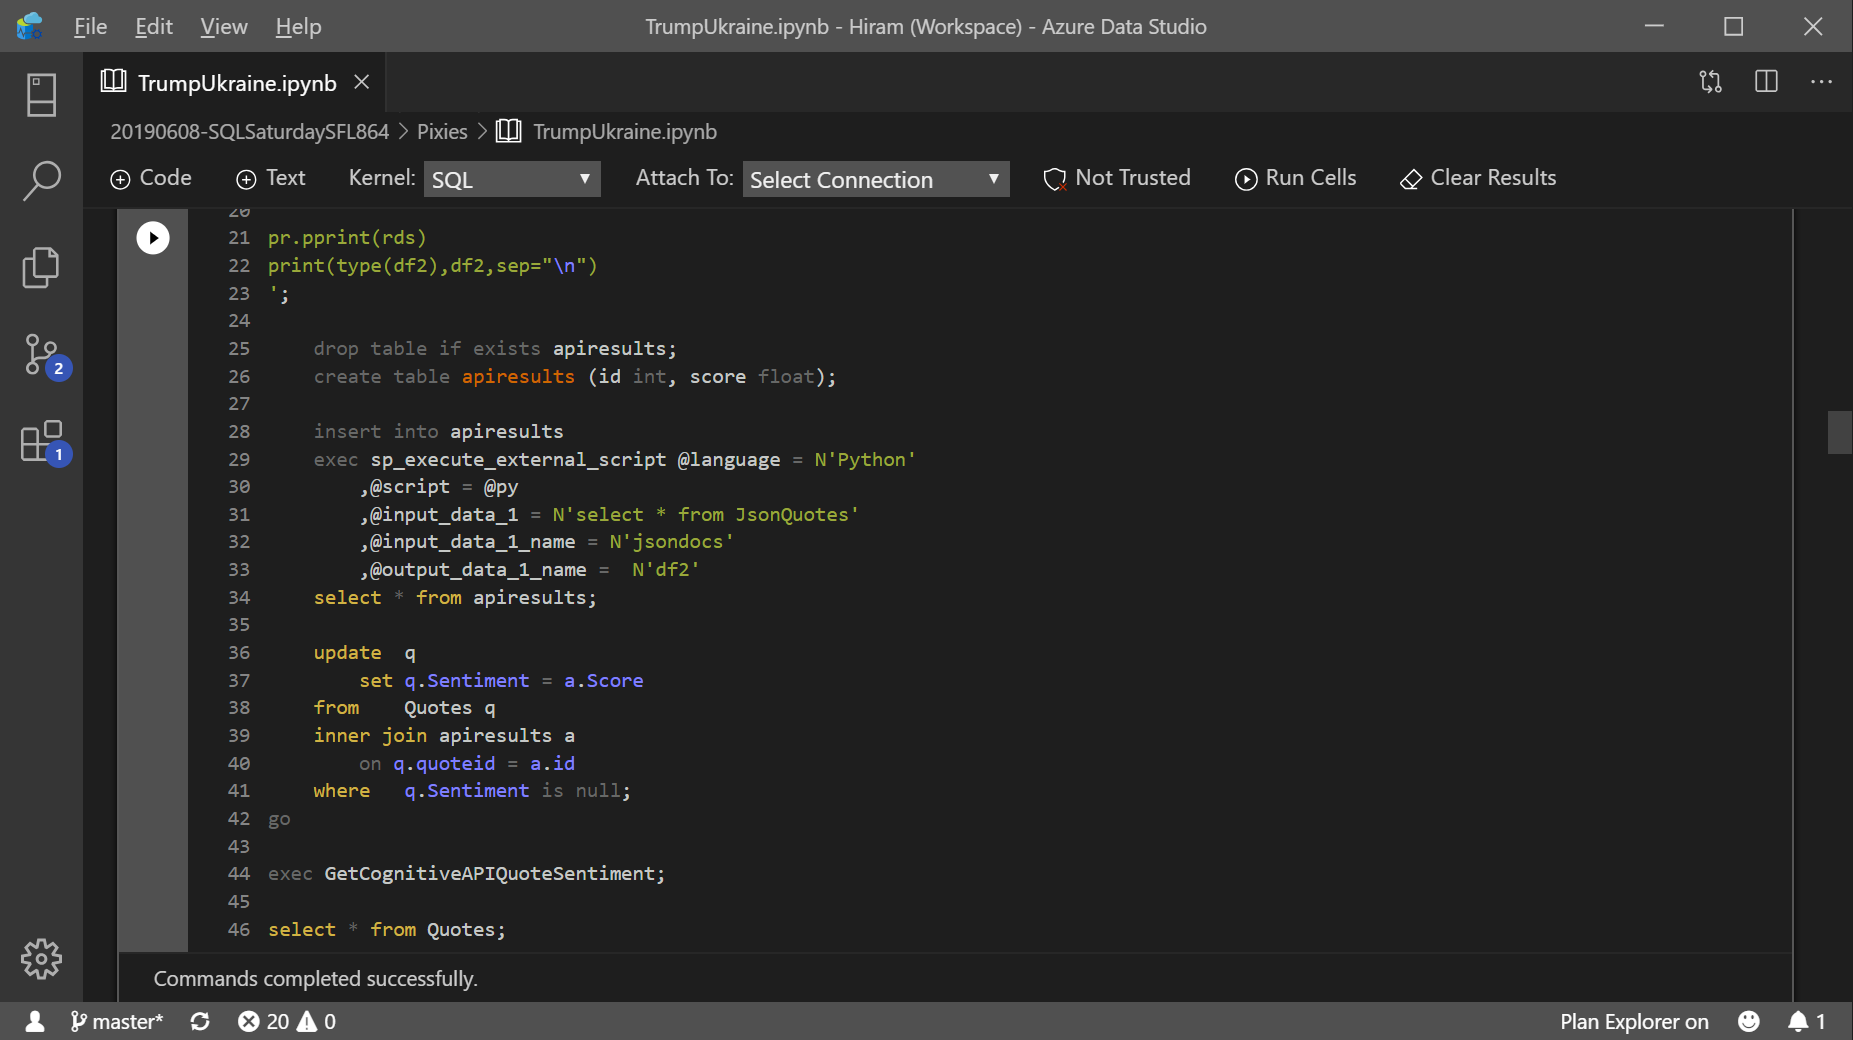 File Edit View Help TrumpUkraine.ipynb - Hiram (Workspace) - Azure Data Studio
TrumpUkraine.ipynb
20190608-SQLSaturdaySFL864 > Pixies > TrumpUkraine.ipynb
Code Text Kernel: SQL Attach To: Select Connection Not Trusted Run Cells Clear Results
20
21 pr.pprint(rds)
22 print(type(df2),df2,sep="\n")
23 ';
24
25     drop table if exists apiresults;
26     create table apiresults (id int, score float);
27
28     insert into apiresults
29     exec sp_execute_external_script @language = N'Python'
30         ,@script = @py
31         ,@input_data_1 = N'select * from JsonQuotes'
32         ,@input_data_1_name = N'jsondocs'
33         ,@output_data_1_name =  N'df2'
34     select * from apiresults;
35
36     update  q
37         set q.Sentiment = a.Score
38     from    Quotes q
39     inner join apiresults a
40         on q.quoteid = a.id
41     where   q.Sentiment is null;
42 go
43
44 exec GetCognitiveAPIQuoteSentiment;
45
46 select * from Quotes;
2
1
Commands completed successfully.
master* 20 0 Plan Explorer on 1